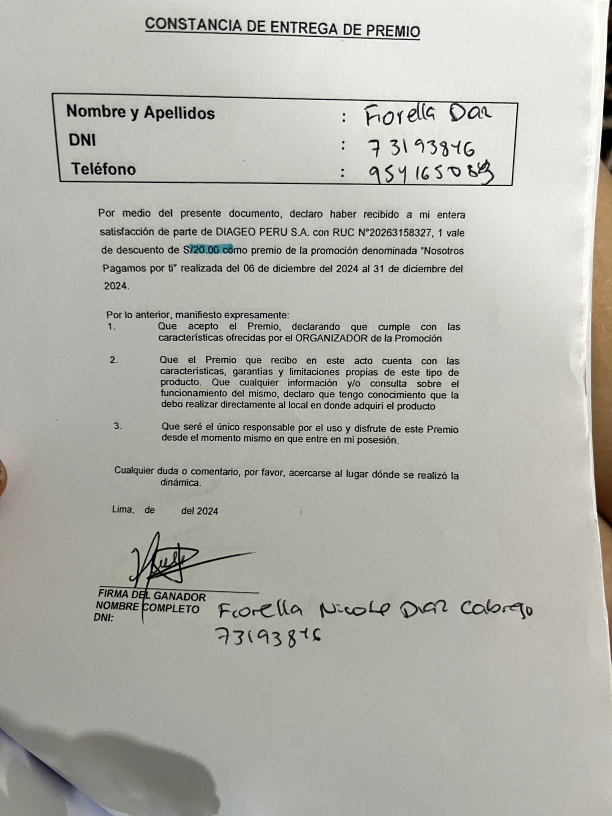 CONSTANCIA DE ENTREGA DE PREMIO
Nombre y Apellidos : Fiorella Diaz
DNI : 73193846
Teléfono :
Por medio del presente documento, declaro haber recibido a mi entera
satisfacción de parte de DIAGEO PERU S.A. con RUC N°20263158327, 1 vale
de descuento de S/20.00 como premio de la promoción denominada "Nosotros
Pagamos por ti" realizada del 06 de diciembre del 2024 al 31 de diciembre del
2024.
Por lo anterior, manifiesto expresamente:
1. Que acepto el Premio, declarando que cumple con las
características ofrecidas por el ORGANIZADOR de la Promoción
2. Que el Premio que recibo en este acto cuenta con las
características, garantías y limitaciones propias de este tipo de
producto. Que cualquier información y/o consulta sobre el
funcionamiento del mismo, declaro que tengo conocimiento que la
debo realizar directamente al local en donde adquirí el producto
3. Que seré el único responsable por el uso y disfrute de este Premio
desde el momento mismo en que entre en mi posesión.
Cualquier duda o comentario, por favor, acercarse al lugar dónde se realizó la
dinámica.
Lima, de del 2024
FIRMA DEL GANADOR
NOMBRE COMPLETO Fiorella Nicole Diaz Cabrejo
DNI: 73193846